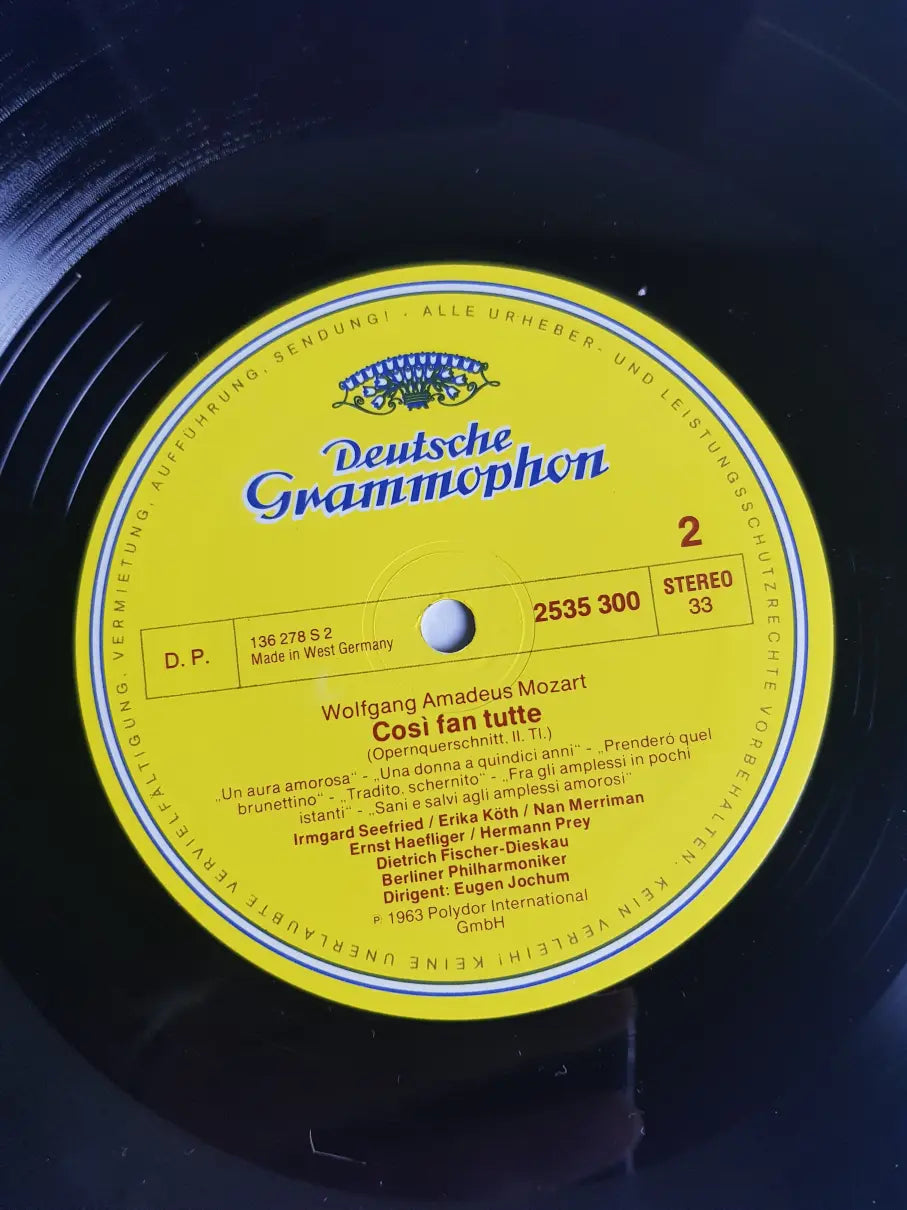 Deutsche
Grammophon
2
D. P.
136 278 S 2
Made in West Germany
2535 300
STEREO
33
Wolfgang Amadeus Mozart
Così fan tutte
(Opernquerschnitt, II. Tl.)
„Un aura amorosa“ - „Una donna a quindici anni“ - „Prenderó quel
brunettino“ - „Tradito, schernito“ - „Fra gli amplessi in pochi
istanti“ - „Sani e salvi agli amplessi amorosi“
Irmgard Seefried / Erika Köth / Nan Merriman
Ernst Haefliger / Hermann Prey
Dietrich Fischer-Dieskau
Berliner Philharmoniker
Dirigent: Eugen Jochum
℗ 1963 Polydor International
GmbH
ALLE URHEBER- UND LEISTUNGSSCHUTZRECHTE VORBEHALTEN. KEIN VERLEIH! KEINE UNERLAUBTE VERVIELFÄLTIGUNG, VERMIETUNG, AUFFÜHRUNG, SENDUNG! ·